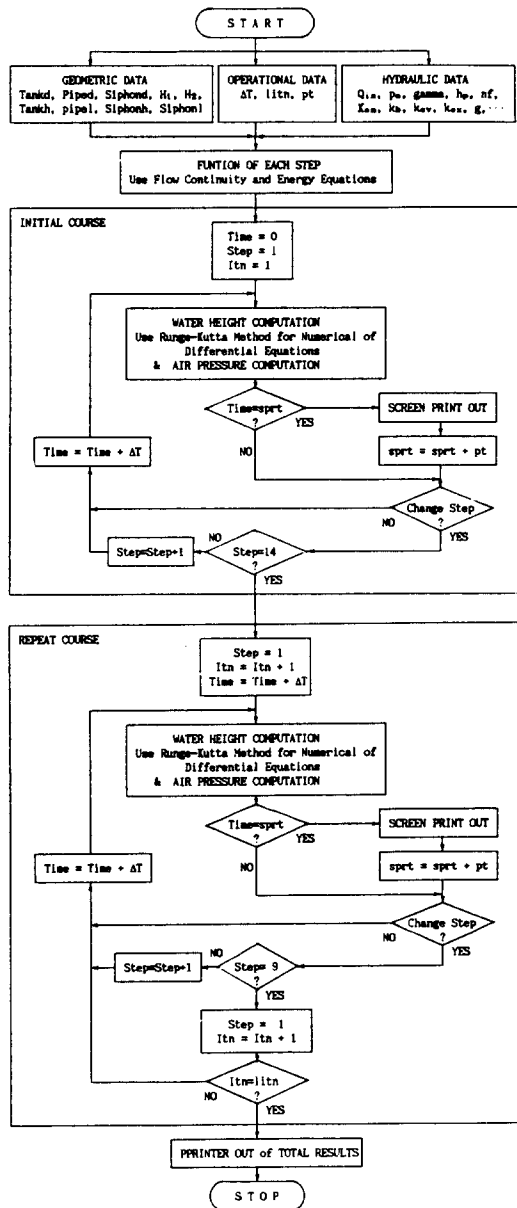 START
GEOMETRIC DATA
Tankd, Piped, Siphond, H₁, H₂,
Tankh, pipel, Siphonh, Siphonl
OPERATIONAL DATA
ΔT, litn, pt
HYDRAULIC DATA
gamma, hp, nf,
g, ...
FUNTION OF EACH STEP
Use Flow Continuity and Energy Equations
INITIAL COURSE
Time = 0
Step = 1
Itn = 1
WATER HEIGHT COMPUTATION
Use Runge-Kutta Method for Numerical of
Differential Equations
& AIR PRESSURE COMPUTATION
Time=sprt
?
YES
NO
SCREEN PRINT OUT
sprt = sprt + pt
Time = Time + ΔT
Change Step
?
NO
YES
Step=14
?
NO
YES
Step=Step+1
REPEAT COURSE
Step = 1
Itn = Itn + 1
Time = Time + ΔT
WATER HEIGHT COMPUTATION
Use Runge-Kutta Method for Numerical of
Differential Equations
& AIR PRESSURE COMPUTATION
Time=sprt
?
YES
NO
SCREEN PRINT OUT
sprt = sprt + pt
Time = Time + ΔT
Change Step
?
NO
YES
Step= 9
?
NO
YES
Step=Step+1
Step = 1
Itn = Itn + 1
Itn=litn
?
NO
YES
PPRINTER OUT of TOTAL RESULTS
STOP